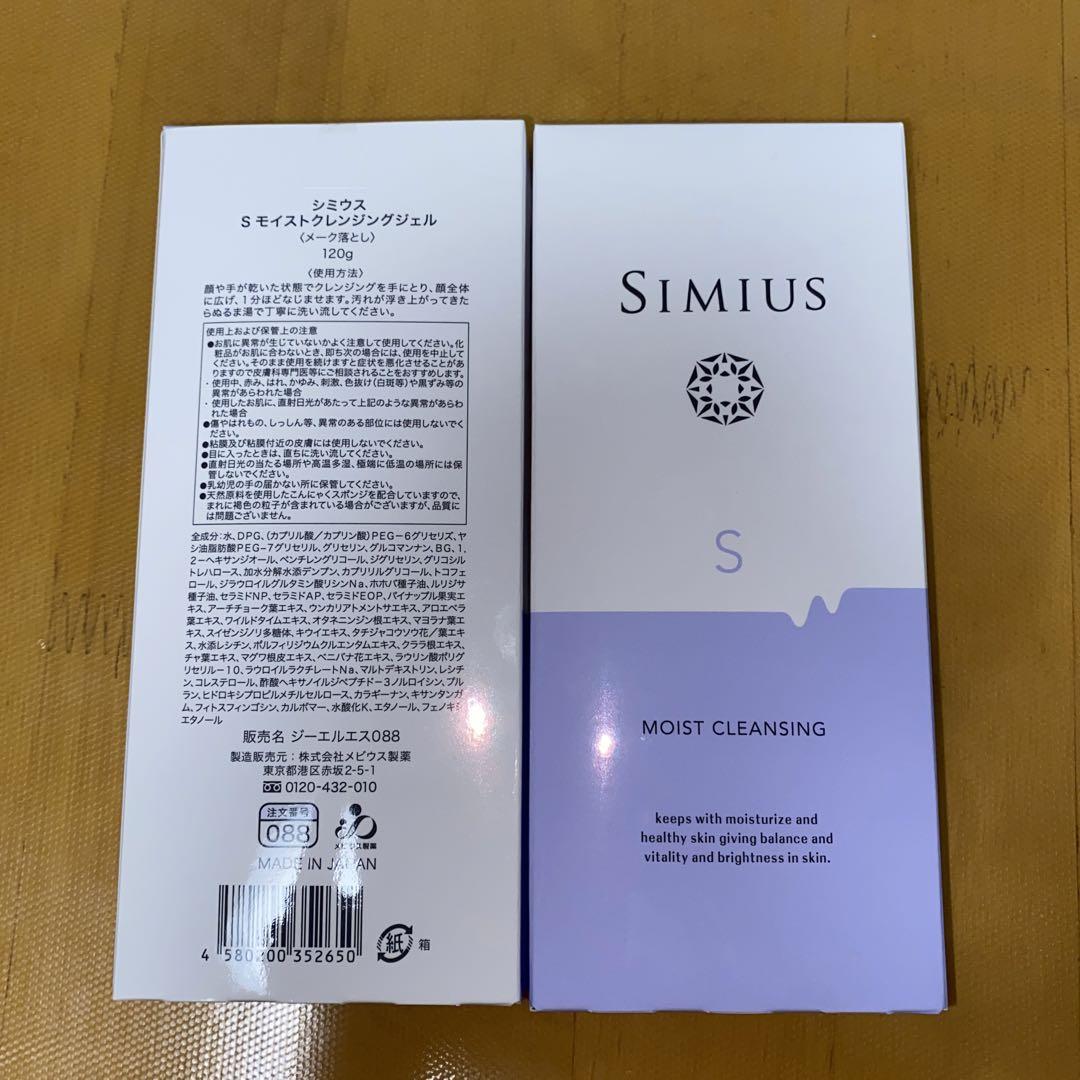 シミウス
S モイストクレンジングジェル
〈メーク落とし〉
120g
〈使用方法〉
顔や手が乾いた状態でクレンジングを手にとり、顔全体
に広げ、1分ほどなじませます。汚れが浮き上がってきた
らぬるま湯で丁寧に洗い流してください。
使用上および保管上の注意
●お肌に異常が生じていないかよく注意して使用してください。化
粧品がお肌に合わないとき、即ち次の場合には、使用を中止して
ください。そのまま使用を続けますと症状を悪化させることがあ
りますので皮膚科専門医等にご相談されることをおすすめします。
・使用中、赤み、はれ、かゆみ、刺激、色抜け(白斑等)や黒ずみ等の
異常があらわれた場合
・使用したお肌に、直射日光があたって上記のような異常があらわ
れた場合
●傷やはれもの、しっしん等、異常のある部位には使用しないでく
ださい。
●粘膜及び粘膜付近の皮膚には使用しないでください。
●目に入ったときは、直ちに洗い流してください。
●直射日光の当たる場所や高温多湿、極端に低温の場所には保
管しないでください。
●乳幼児の手の届かない所に保管してください。
●天然原料を使用したこんにゃくスポンジを配合していますので、
まれに褐色の粒子が含まれている場合がございますが、品質に
は問題ございません。
全成分:水、DPG、(カプリル酸/カプリン酸)PEG-6グリセリズ、ヤ
シ油脂肪酸PEG-7グリセリル、グリセリン、グルコマンナン、BG、1,
2-ヘキサンジオール、ペンチレングリコール、ジグリセリン、グリコシル
トレハロース、加水分解水添デンプン、カプリリルグリコール、トコフェ
ロール、ジラウロイルグルタミン酸リシンNa、ホホバ種子油、ルリジサ
種子油、セラミドNP、セラミドAP、セラミドEOP、パイナップル果実エ
キス、アーチチョーク葉エキス、ウンカリアトメントサエキス、アロエベラ
葉エキス、ワイルドタイムエキス、オタネニンジン根エキス、マヨラナ葉エ
キス、スイゼンジノリ多糖体、キウイエキス、タチジャコウソウ花/葉エキ
ス、水添レシチン、ポルフィリジウムクルエンタムエキス、クララ根エキス、
チャ葉エキス、マグワ根皮エキス、ベニバナ花エキス、ラウリン酸ポリグ
リセリル-10、ラウロイルラクチレートNa、マルトデキストリン、レシチ
ン、コレステロール、酢酸ヘキサノイルジペプチド-3ノルロイシン、プル
ラン、ヒドロキシプロピルメチルセルロース、カラギーナン、キサンタンガ
ム、フィトスフィンゴシン、カルボマー、水酸化K、エタノール、フェノキシ
エタノール
販売名 ジーエルエス088
製造販売元:株式会社メビウス製薬
東京都港区赤坂2-5-1
0120-432-010
注文番号
088
メビウス製薬
MADE IN JAPAN
4 580200 352650
紙 箱
SIMIUS
S
MOIST CLEANSING
keeps with moisturize and
healthy skin giving balance and
vitality and brightness in skin.